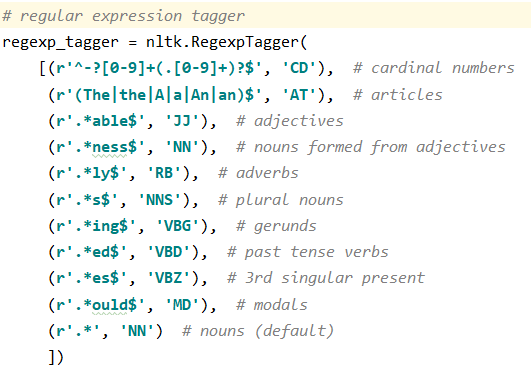 # regular expression tagger
regexp_tagger = nltk.RegexpTagger(
[(r'^-?[0-9]+(.[0-9]+)?$', 'CD'),  # cardinal numbers
(r'(The|the|A|a|An|an)$', 'AT'),  # articles
(r'.*able$', 'JJ'),  # adjectives
(r'.*ness$', 'NN'),  # nouns formed from adjectives
(r'.*ly$', 'RB'),  # adverbs
(r'.*s$', 'NNS'),  # plural nouns
(r'.*ing$', 'VBG'),  # gerunds
(r'.*ed$', 'VBD'),  # past tense verbs
(r'.*es$', 'VBZ'),  # 3rd singular present
(r'.*ould$', 'MD'),  # modals
(r'.*', 'NN')  # nouns (default)
])